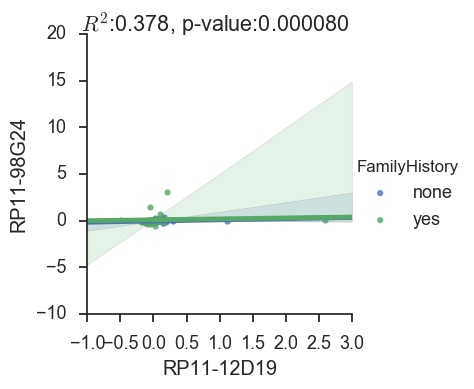 R²:0.378, p-value:0.000080
20
15
10
5
0
−5
−10
RP11-98G24
−1.0 −0.5 0.0 0.5 1.0 1.5 2.0 2.5 3.0
RP11-12D19
FamilyHistory
none
yes